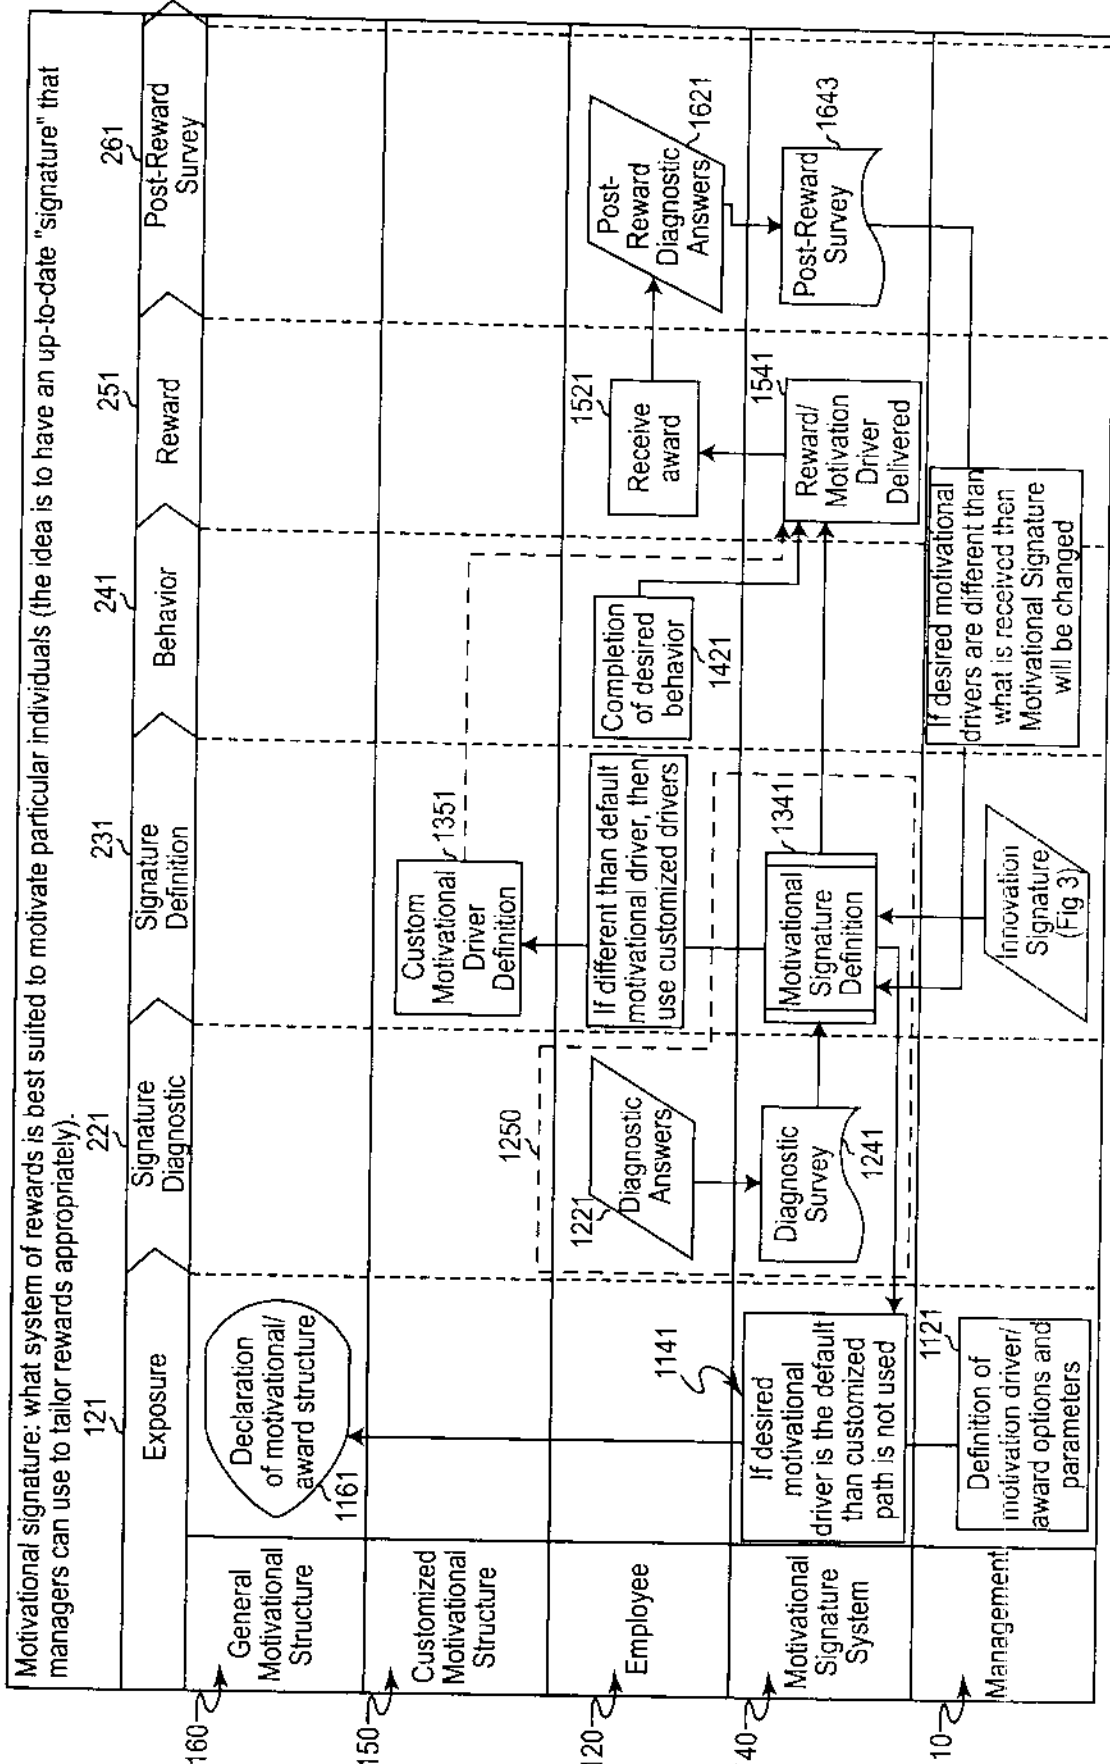 Motivational signature: what system of rewards is best suited to motivate particular individuals (the idea is to have an up-to-date "signature" that
managers can use to tailor rewards appropriately).
121
221
231
241
251
261
Exposure
Signature
Diagnostic
Signature
Definition
Behavior
Reward
Post-Reward
Survey
160
General
Motivational
Structure
Declaration
of motivational/
award structure
1161
150
Customized
Motivational
Structure
Custom
Motivational
Driver
Definition
1351
120
Employee
1250
1221
Diagnostic
Answers
If different than default
motivational driver, then
use customized drivers
Completion
of desired
behavior
1421
1521
Receive
award
Post-
Reward
Diagnostic
Answers
1621
40
Motivational
Signature
System
1141
If desired
motivational
driver is the default
than customized
path is not used
Diagnostic
Survey
1241
Motivational
Signature
Definition
1341
1541
Reward/
Motivation
Driver
Delivered
Post-Reward
Survey
1643
10
Management
1121
Definition of
motivation driver/
award options and
parameters
Innovation
Signature
(Fig 3)
If desired motivational
drivers are different than
what is received then
Motivational Signature
will be changed